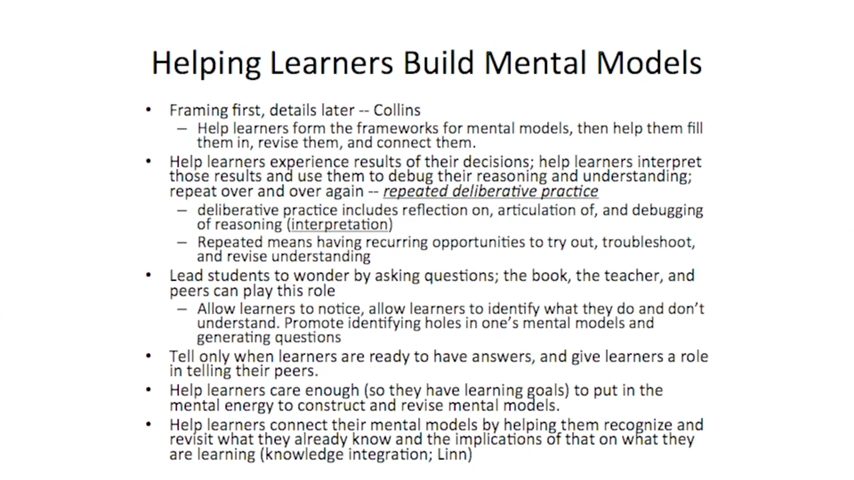 Helping Learners Build Mental Models
• Framing first, details later -- Collins
– Help learners form the frameworks for mental models, then help them fill
them in, revise them, and connect them.
• Help learners experience results of their decisions; help learners interpret
those results and use them to debug their reasoning and understanding;
repeat over and over again -- repeated deliberative practice
– deliberative practice includes reflection on, articulation of, and debugging
of reasoning (interpretation)
– Repeated means having recurring opportunities to try out, troubleshoot,
and revise understanding
• Lead students to wonder by asking questions; the book, the teacher, and
peers can play this role
– Allow learners to notice, allow learners to identify what they do and don't
understand. Promote identifying holes in one's mental models and
generating questions
• Tell only when learners are ready to have answers, and give learners a role
in telling their peers.
• Help learners care enough (so they have learning goals) to put in the
mental energy to construct and revise mental models.
• Help learners connect their mental models by helping them recognize and
revisit what they already know and the implications of that on what they
are learning (knowledge integration; Linn)